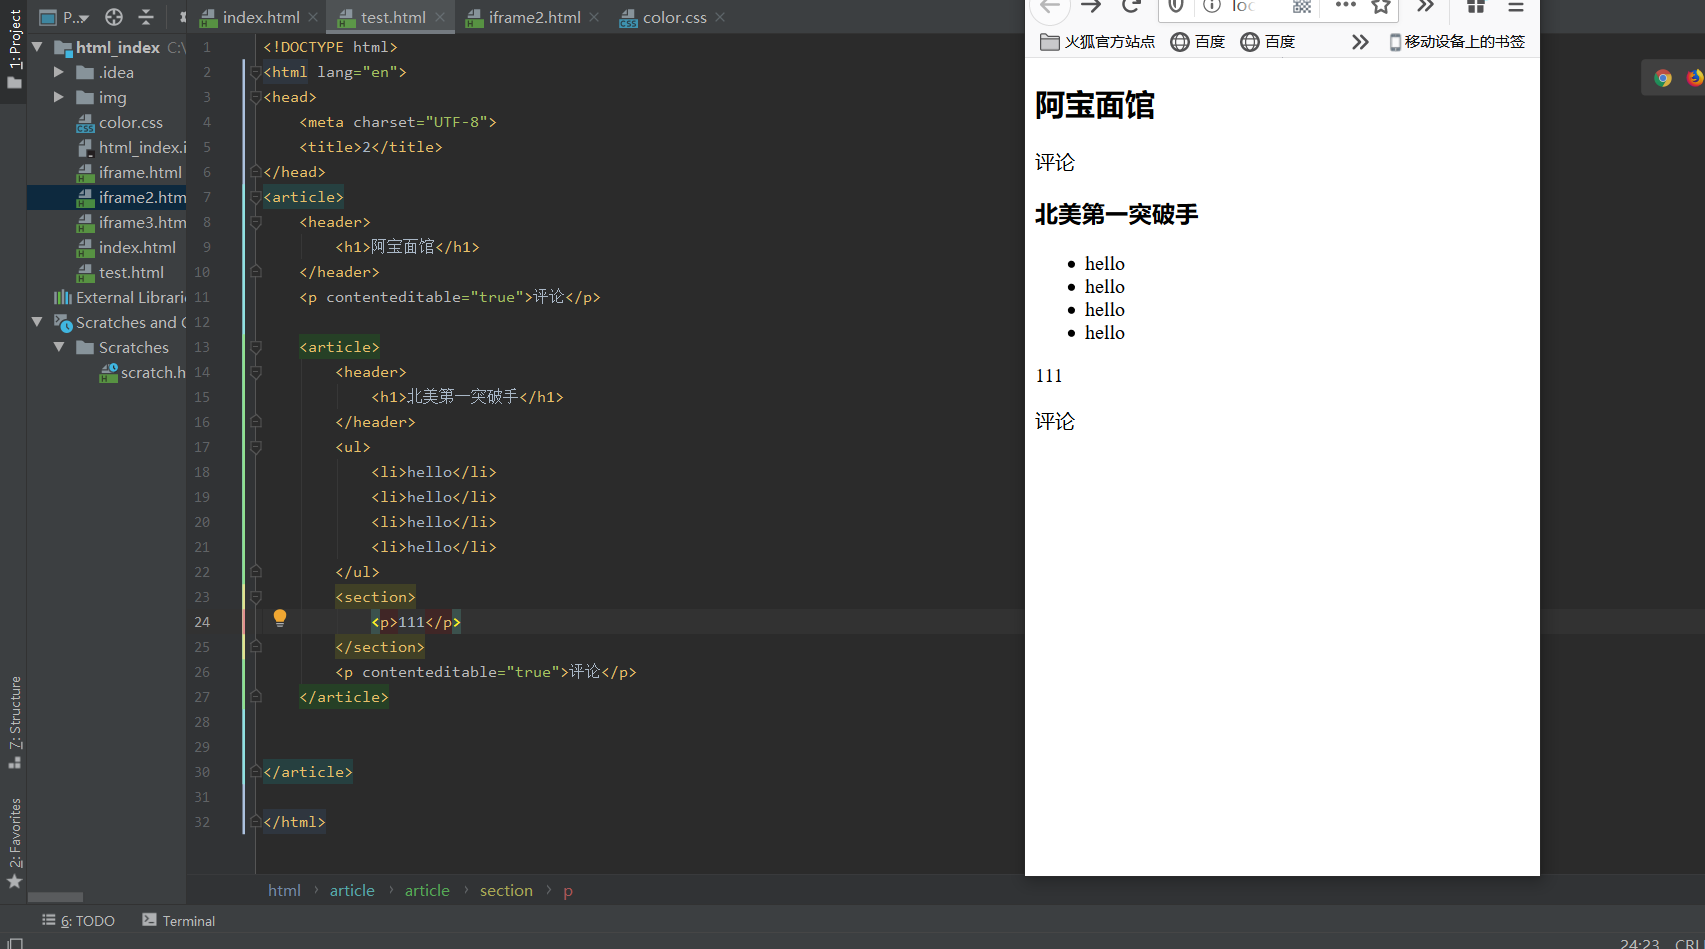 P..
index.html
test.html
iframe2.html
color.css
1: Project
html_index C:\
.idea
img
color.css
html_index.i
iframe.html
iframe2.htm
iframe3.htm
index.html
test.html
External Librari
Scratches and C
Scratches
scratch.h
7: Structure
2: Favorites
1 <!DOCTYPE html>
2 <html lang="en">
3 <head>
4 <meta charset="UTF-8">
5 <title>2</title>
6 </head>
7 <article>
8 <header>
9 <h1>阿宝面馆</h1>
10 </header>
11 <p contenteditable="true">评论</p>
12
13 <article>
14 <header>
15 <h1>北美第一突破手</h1>
16 </header>
17 <ul>
18 <li>hello</li>
19 <li>hello</li>
20 <li>hello</li>
21 <li>hello</li>
22 </ul>
23 <section>
24 <p>111</p>
25 </section>
26 <p contenteditable="true">评论</p>
27 </article>
28
29
30 </article>
31
32 </html>
html › article › article › section › p
6: TODO
Terminal
24:23 CRL
火狐官方站点
百度
百度
移动设备上的书签
阿宝面馆
评论
北美第一突破手
• hello
• hello
• hello
• hello
111
评论